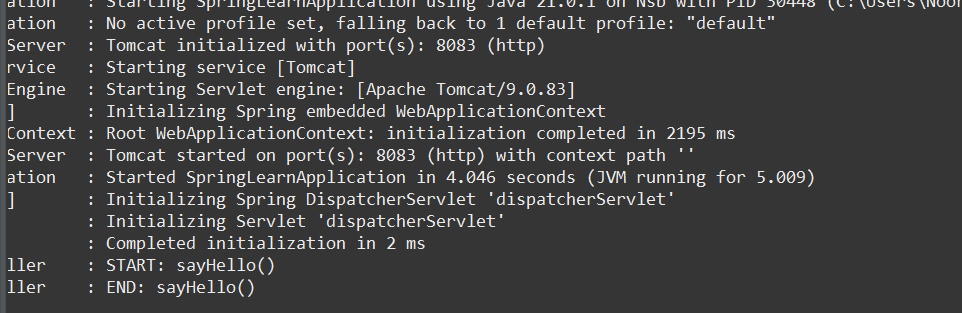 ation : Starting SpringLearnApplication using Java 21.0.1 on Nsb with PID 30448 (C:\Users\Noor
ation : No active profile set, falling back to 1 default profile: "default"
Server : Tomcat initialized with port(s): 8083 (http)
rvice : Starting service [Tomcat]
Engine : Starting Servlet engine: [Apache Tomcat/9.0.83]
] : Initializing Spring embedded WebApplicationContext
Context : Root WebApplicationContext: initialization completed in 2195 ms
Server : Tomcat started on port(s): 8083 (http) with context path ''
ation : Started SpringLearnApplication in 4.046 seconds (JVM running for 5.009)
] : Initializing Spring DispatcherServlet 'dispatcherServlet'
: Initializing Servlet 'dispatcherServlet'
: Completed initialization in 2 ms
ller : START: sayHello()
ller : END: sayHello()